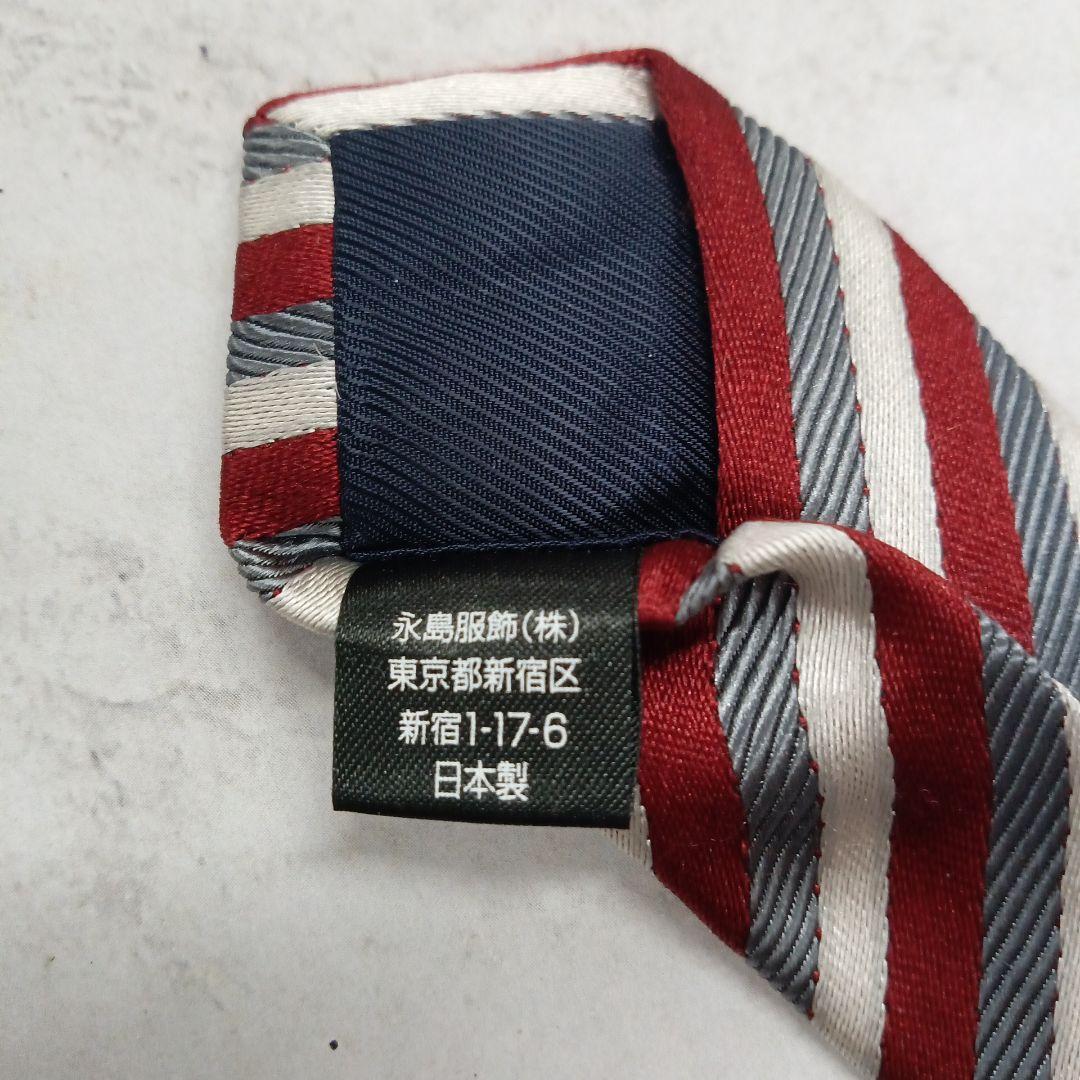 永島服飾(株)
東京都新宿区
新宿1-17-6
日本製